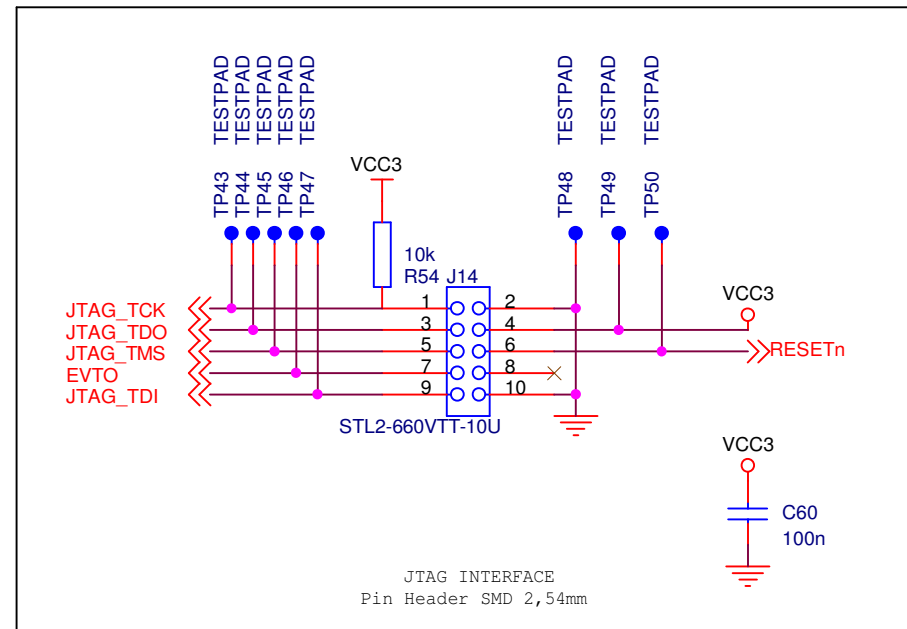 TP43 TESTPAD
TP44 TESTPAD
TP45 TESTPAD
TP46 TESTPAD
TP47 TESTPAD
TP48 TESTPAD
TP49 TESTPAD
TP50 TESTPAD
VCC3
10k
R54 J14
JTAG_TCK 1 2
VCC3
JTAG_TDO 3 4
JTAG_TMS 5 6 RESETn
EVTO 7 8
JTAG_TDI 9 10
STL2-660VTT-10U
VCC3
C60
100n
JTAG INTERFACE
Pin Header SMD 2,54mm